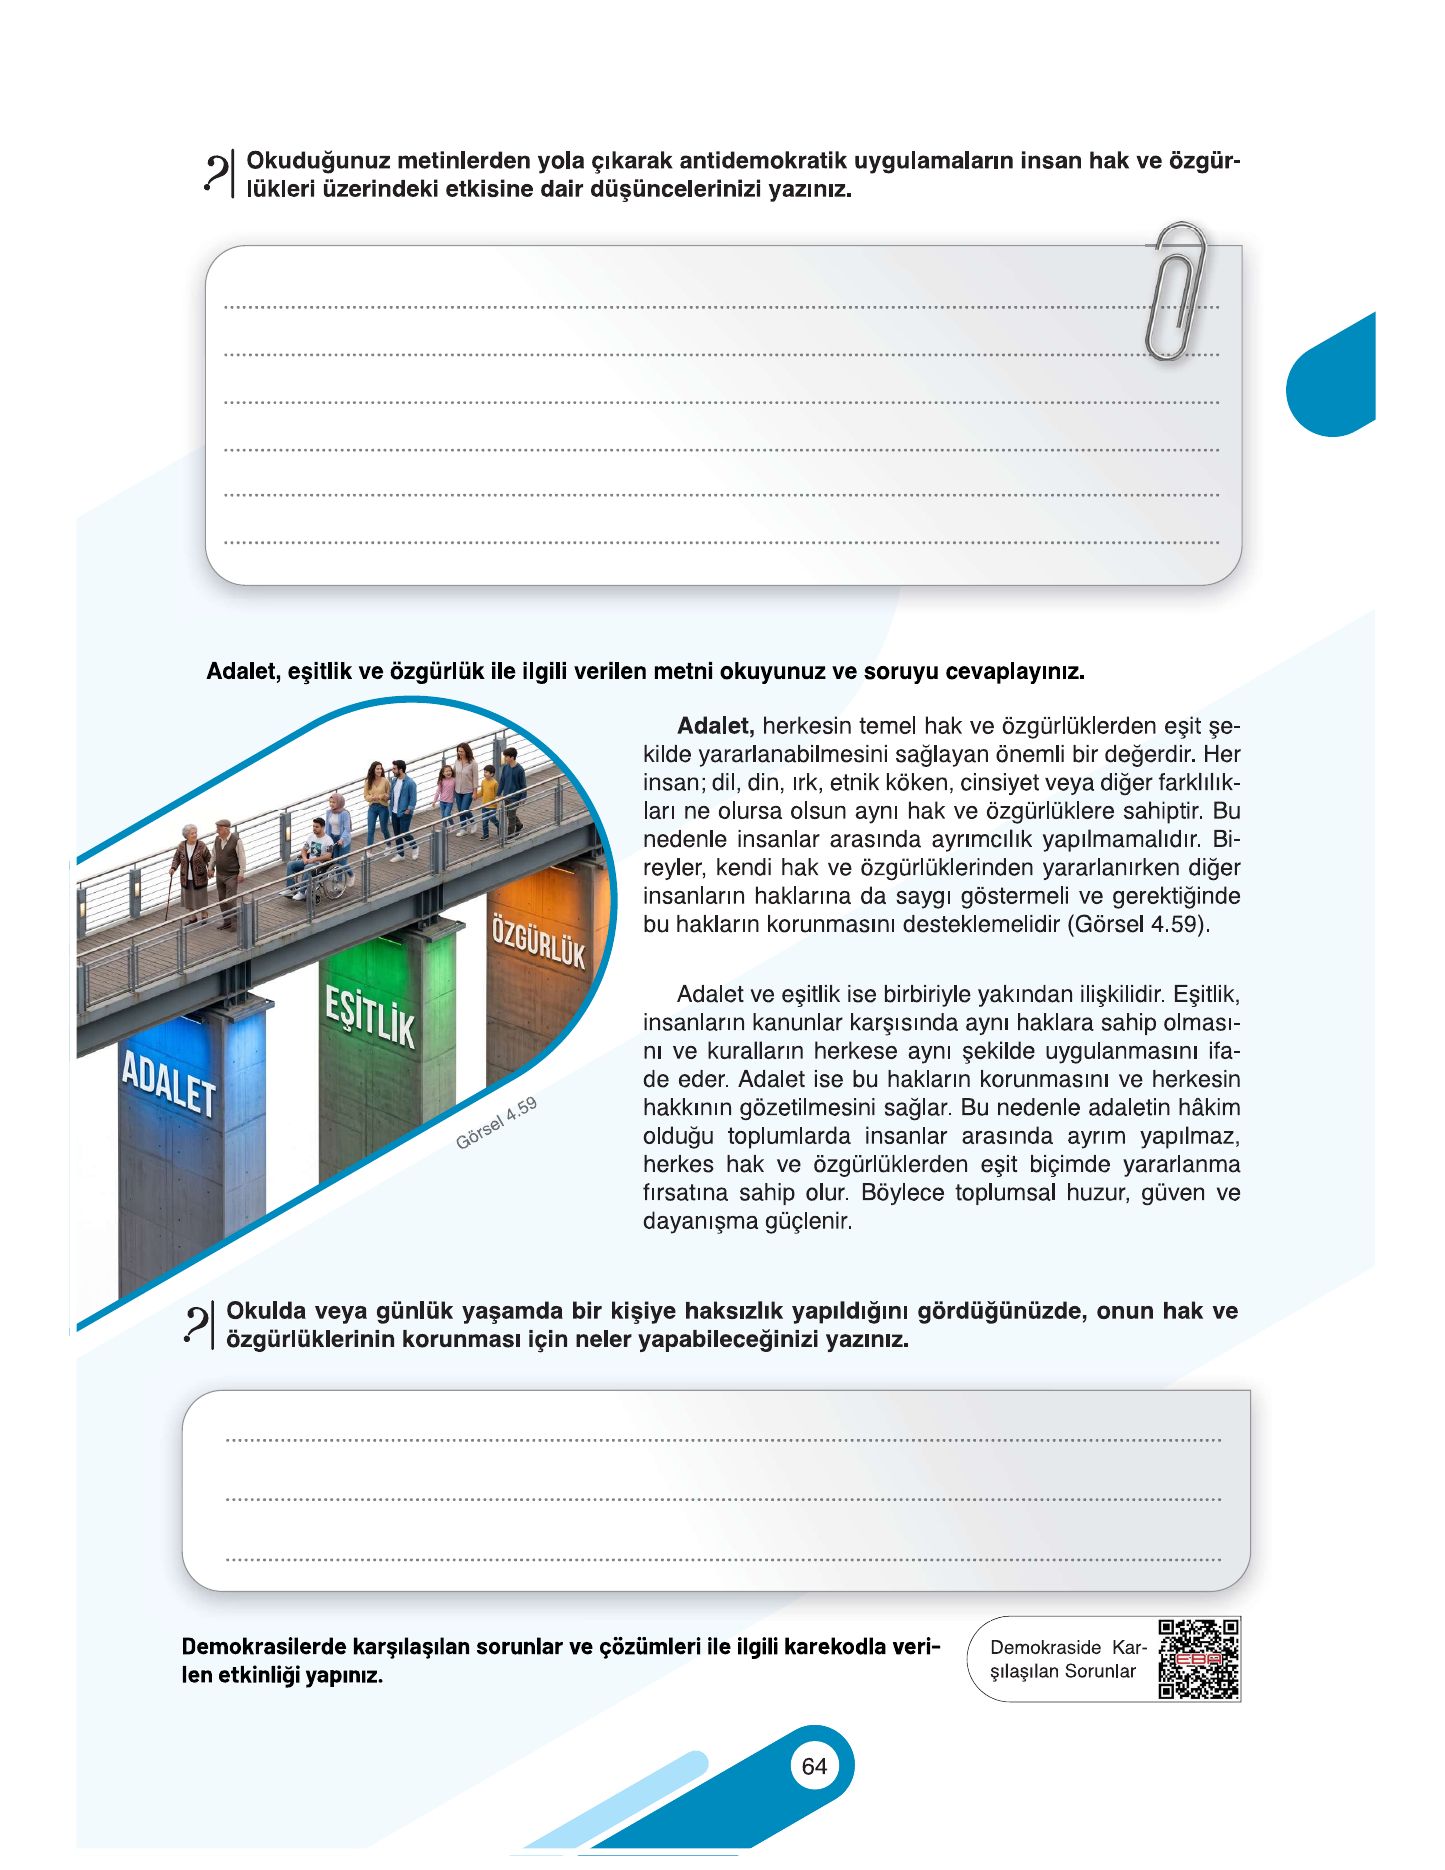 ? Okuduğunuz metinlerden yola çıkarak antidemokratik uygulamaların insan hak ve özgür-
lükleri üzerindeki etkisine dair düşüncelerinizi yazınız.
Adalet, eşitlik ve özgürlük ile ilgili verilen metni okuyunuz ve soruyu cevaplayınız.
ADALET
EŞİTLİK
ÖZGÜRLÜK
Görsel 4.59
Adalet, herkesin temel hak ve özgürlüklerden eşit şe-
kilde yararlanabilmesini sağlayan önemli bir değerdir. Her
insan; dil, din, ırk, etnik köken, cinsiyet veya diğer farklılık-
ları ne olursa olsun aynı hak ve özgürlüklere sahiptir. Bu
nedenle insanlar arasında ayrımcılık yapılmamalıdır. Bi-
reyler, kendi hak ve özgürlüklerinden yararlanırken diğer
insanların haklarına da saygı göstermeli ve gerektiğinde
bu hakların korunmasını desteklemelidir (Görsel 4.59).
Adalet ve eşitlik ise birbiriyle yakından ilişkilidir. Eşitlik,
insanların kanunlar karşısında aynı haklara sahip olması-
nı ve kuralların herkese aynı şekilde uygulanmasını ifa-
de eder. Adalet ise bu hakların korunmasını ve herkesin
hakkının gözetilmesini sağlar. Bu nedenle adaletin hâkim
olduğu toplumlarda insanlar arasında ayrım yapılmaz,
herkes hak ve özgürlüklerden eşit biçimde yararlanma
fırsatına sahip olur. Böylece toplumsal huzur, güven ve
dayanışma güçlenir.
? Okulda veya günlük yaşamda bir kişiye haksızlık yapıldığını gördüğünüzde, onun hak ve
özgürlüklerinin korunması için neler yapabileceğinizi yazınız.
Demokrasilerde karşılaşılan sorunlar ve çözümleri ile ilgili karekodla veri-
len etkinliği yapınız.
Demokraside Kar-
şılaşılan Sorunlar
EBA
64